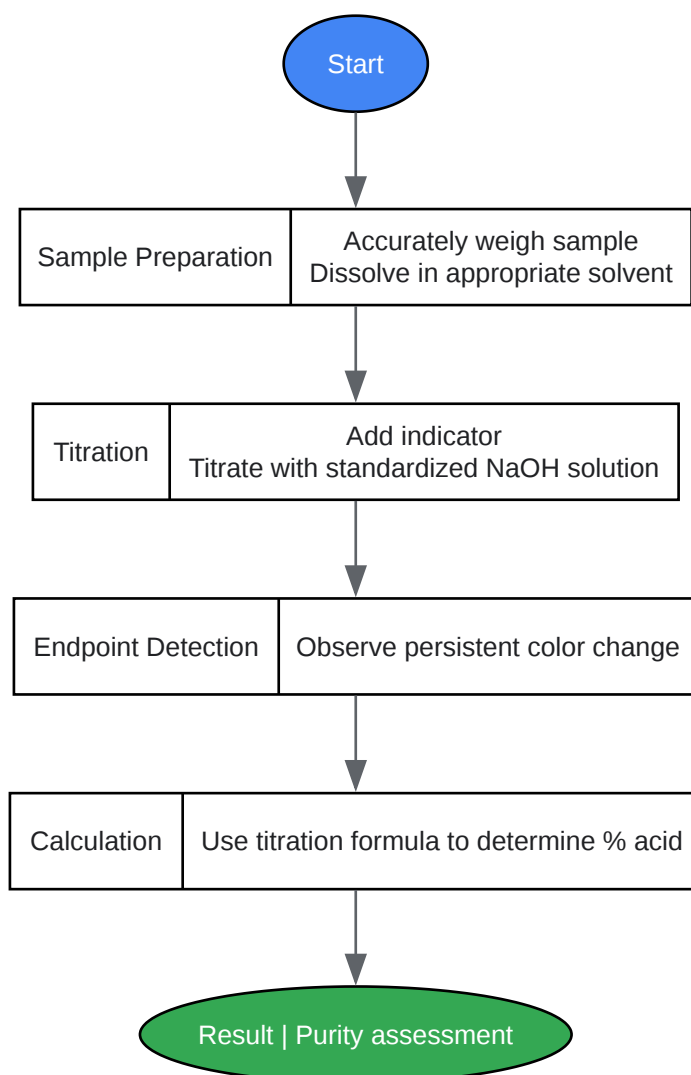 Start
Sample Preparation
Accurately weigh sample
Dissolve in appropriate solvent
Titration
Add indicator
Titrate with standardized NaOH solution
Endpoint Detection
Observe persistent color change
Calculation
Use titration formula to determine % acid
Result | Purity assessment